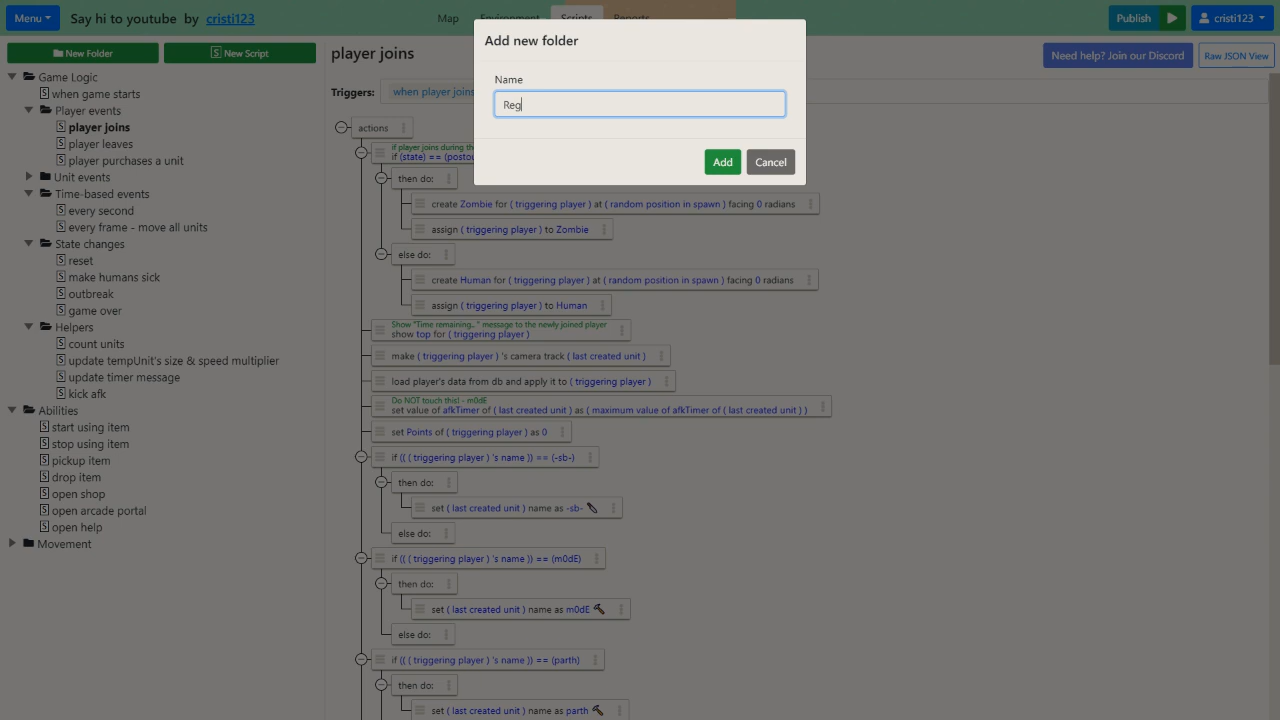 Menu
Say hi to youtube by cristi123
Map
Environment
Scripts
Reports
Publish
cristi123
New Folder
New Script
player joins
Need help? Join our Discord
Raw JSON View
Add new folder
Name
Reg
Add
Cancel
Game Logic
when game starts
Player events
player joins
player leaves
player purchases a unit
Unit events
Time-based events
every second
every frame - move all units
State changes
reset
make humans sick
outbreak
game over
Helpers
count units
update tempUnit's size & speed multiplier
update timer message
kick afk
Abilities
start using item
stop using item
pickup item
drop item
open shop
open arcade portal
open help
Movement
Triggers:
when player joins
actions
if player joins during the
if (state) == (postou
then do:
create Zombie for ( triggering player ) at ( random position in spawn ) facing 0 radians
assign ( triggering player ) to Zombie
else do:
create Human for ( triggering player ) at ( random position in spawn ) facing 0 radians
assign ( triggering player ) to Human
Show "Time remaining.." message to the newly joined player
show top for ( triggering player )
make ( triggering player ) 's camera track ( last created unit )
load player's data from db and apply it to ( triggering player )
Do NOT touch this! - m0dE
set value of afkTimer of ( last created unit ) as ( maximum value of afkTimer of ( last created unit ) )
set Points of ( triggering player ) as 0
if (( ( triggering player ) 's name )) == (-sb-)
then do:
set ( last created unit ) name as -sb-
else do:
if (( ( triggering player ) 's name )) == (m0dE)
then do:
set ( last created unit ) name as m0dE
else do:
if (( ( triggering player ) 's name )) == (parth)
then do:
set ( last created unit ) name as parth